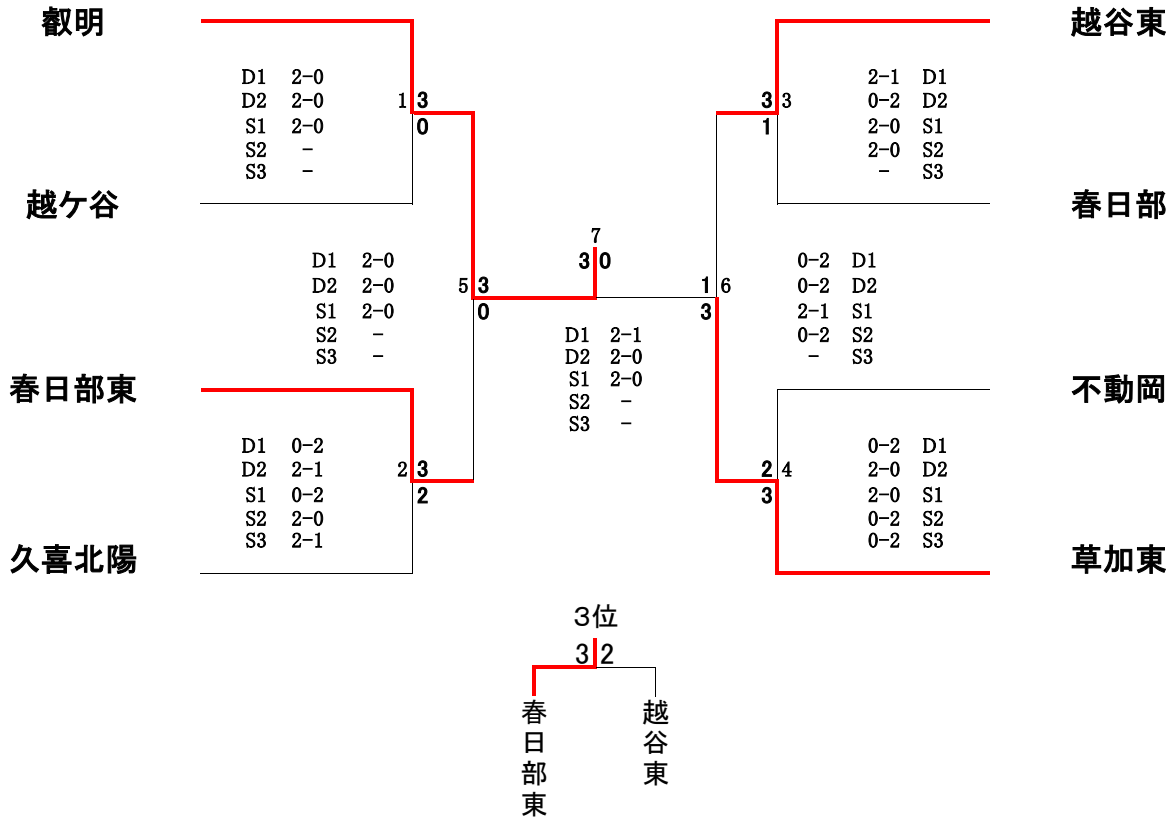 叡明
D1 2-0
D2 2-0
S1 2-0
S2 -
S3 -
1 3
0
越ケ谷
D1 2-0
D2 2-0
S1 2-0
S2 -
S3 -
5 3
0
春日部東
D1 0-2
D2 2-1
S1 0-2
S2 2-0
S3 2-1
2 3
2
久喜北陽
7
3 0
D1 2-1
D2 2-0
S1 2-0
S2 -
S3 -
越谷東
2-1 D1
0-2 D2
2-0 S1
2-0 S2
- S3
3 3
1
春日部
0-2 D1
0-2 D2
2-1 S1
0-2 S2
- S3
1 6
3
不動岡
0-2 D1
2-0 D2
2-0 S1
0-2 S2
0-2 S3
2 4
3
草加東
3位
3 2
春日部東
越谷東